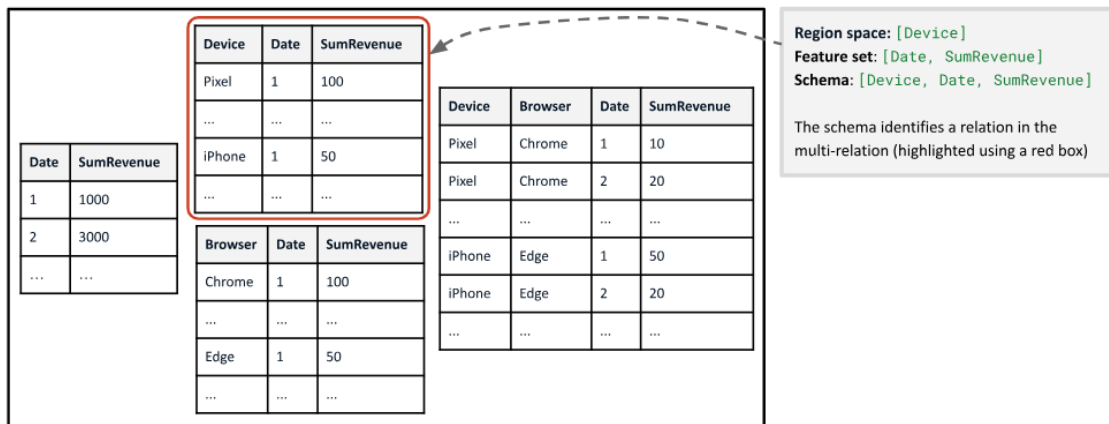 Date SumRevenue
1 1000
2 3000
... ...
Device Date SumRevenue
Pixel 1 100
... ... ...
iPhone 1 50
... ... ...
Browser Date SumRevenue
Chrome 1 100
... ... ...
Edge 1 50
... ... ...
Device Browser Date SumRevenue
Pixel Chrome 1 10
Pixel Chrome 2 20
... ... ... ...
iPhone Edge 1 50
iPhone Edge 2 20
... ... ... ...
Region space: [Device]
Feature set: [Date, SumRevenue]
Schema: [Device, Date, SumRevenue]
The schema identifies a relation in the
multi-relation (highlighted using a red box)